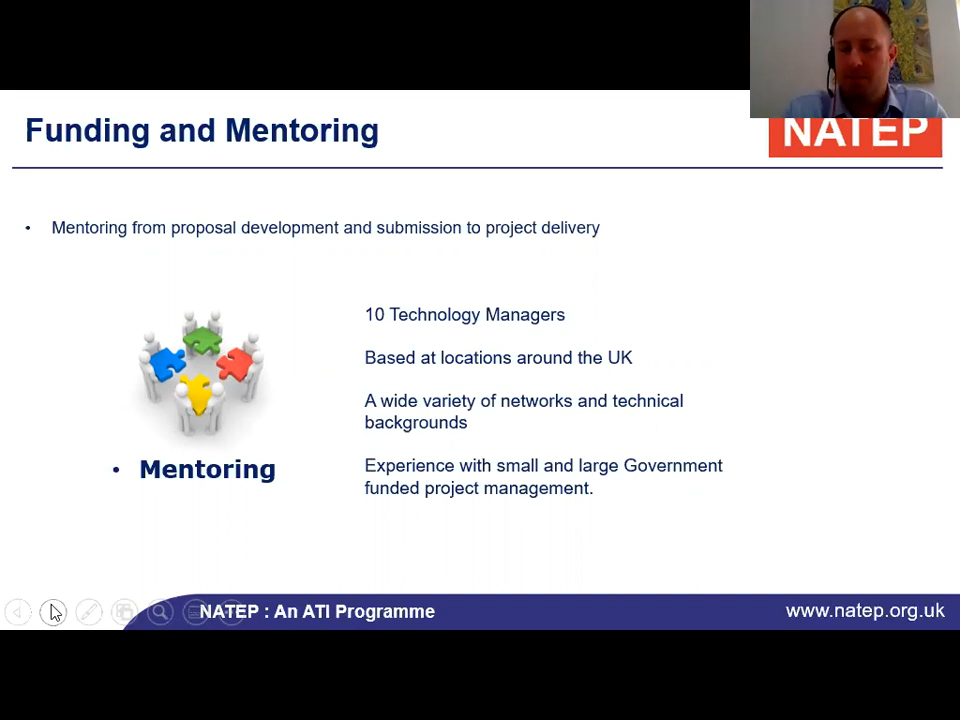 Funding and Mentoring
NATEP
• Mentoring from proposal development and submission to project delivery
10 Technology Managers
Based at locations around the UK
A wide variety of networks and technical
backgrounds
Experience with small and large Government
funded project management.
• Mentoring
NATEP : An ATI Programme
www.natep.org.uk